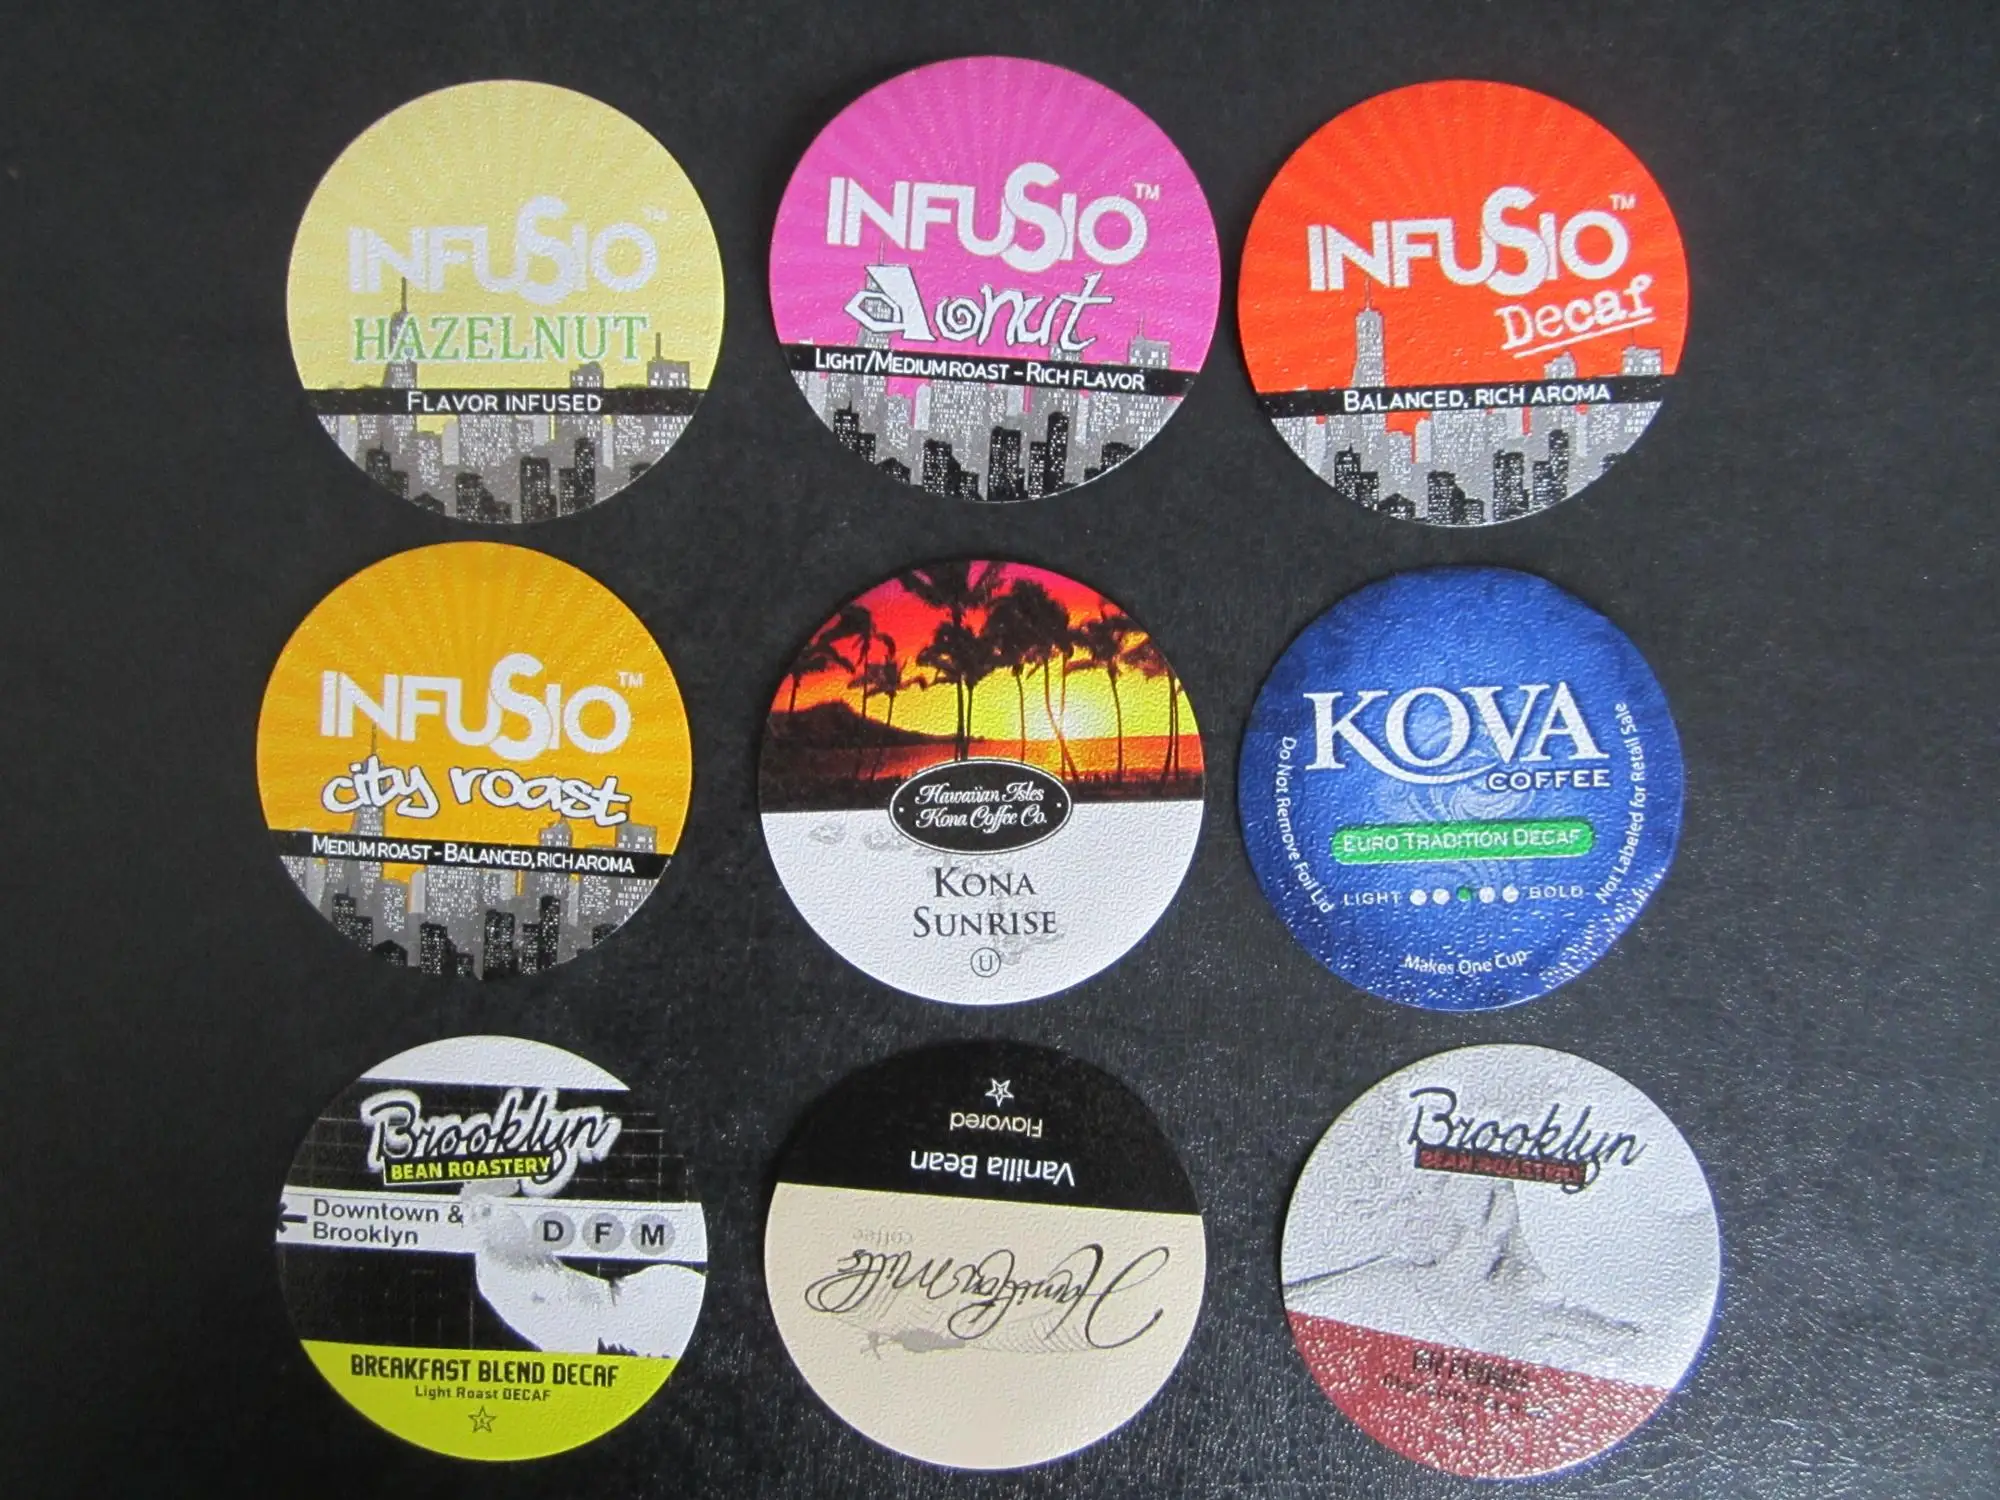 INFUSIO™
HAZELNUT
FLAVOR INFUSED
INFUSIO™
donut
LIGHT/MEDIUM ROAST - RICH FLAVOR
INFUSIO™
Decaf
BALANCED, RICH AROMA
INFUSIO™
city roast
MEDIUM ROAST - BALANCED, RICH AROMA
Hawaiian Isles
Kona Coffee Co.
KONA
SUNRISE
U
KOVA
COFFEE
EURO TRADITION DECAF
LIGHT BOLD
Do Not Remove Foil Lid
Makes One Cup
Not Labeled for Retail Sale
Brooklyn
BEAN ROASTERY
Downtown &
Brooklyn
D F M
BREAKFAST BLEND DECAF
Light Roast DECAF
K
Hamilton Mills
coffee
Vanilla Bean
Flavored
K
Brooklyn
BEAN ROASTERY